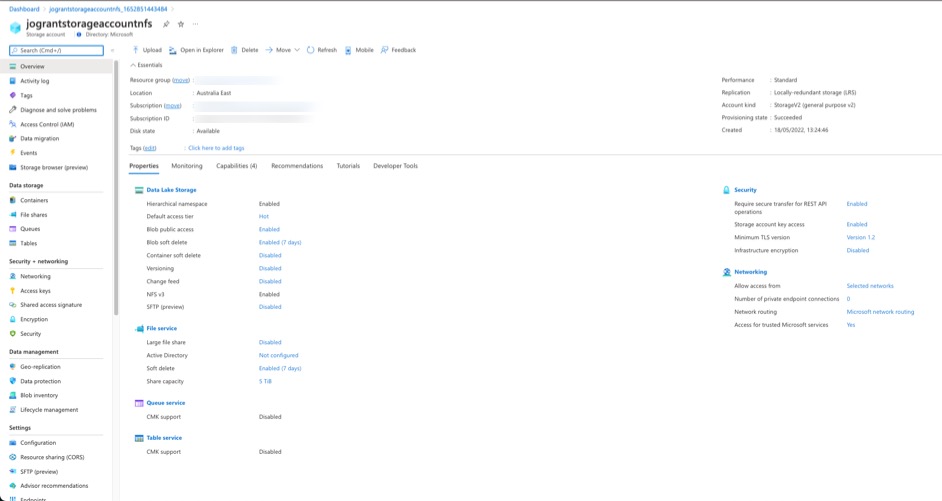 Dashboard > jograntstorageaccountnfs_1652851443484 >
jograntstorageaccountnfs
Storage account
Directory: Microsoft
Search (Cmd+/)
Overview
Activity log
Tags
Diagnose and solve problems
Access Control (IAM)
Data migration
Events
Storage browser (preview)
Data storage
Containers
File shares
Queues
Tables
Security + networking
Networking
Access keys
Shared access signature
Encryption
Security
Data management
Geo-replication
Data protection
Blob inventory
Lifecycle management
Settings
Configuration
Resource sharing (CORS)
SFTP (preview)
Advisor recommendations
Endpoints
Upload Open in Explorer Delete Move Refresh Mobile Feedback
Essentials
Resource group (move) :
Location : Australia East
Subscription (move) :
Subscription ID :
Disk state : Available
Tags (edit) : Click here to add tags
Performance : Standard
Replication : Locally-redundant storage (LRS)
Account kind : StorageV2 (general purpose v2)
Provisioning state : Succeeded
Created : 18/05/2022, 13:24:46
Properties Monitoring Capabilities (4) Recommendations Tutorials Developer Tools
Data Lake Storage
Hierarchical namespace Enabled
Default access tier Hot
Blob public access Enabled
Blob soft delete Enabled (7 days)
Container soft delete Disabled
Versioning Disabled
Change feed Disabled
NFS v3 Enabled
SFTP (preview) Disabled
File service
Large file share Disabled
Active Directory Not configured
Soft delete Enabled (7 days)
Share capacity 5 TiB
Queue service
CMK support Disabled
Table service
CMK support Disabled
Security
Require secure transfer for REST API Enabled
operations
Storage account key access Enabled
Minimum TLS version Version 1.2
Infrastructure encryption Disabled
Networking
Allow access from Selected networks
Number of private endpoint connections 0
Network routing Microsoft network routing
Access for trusted Microsoft services Yes